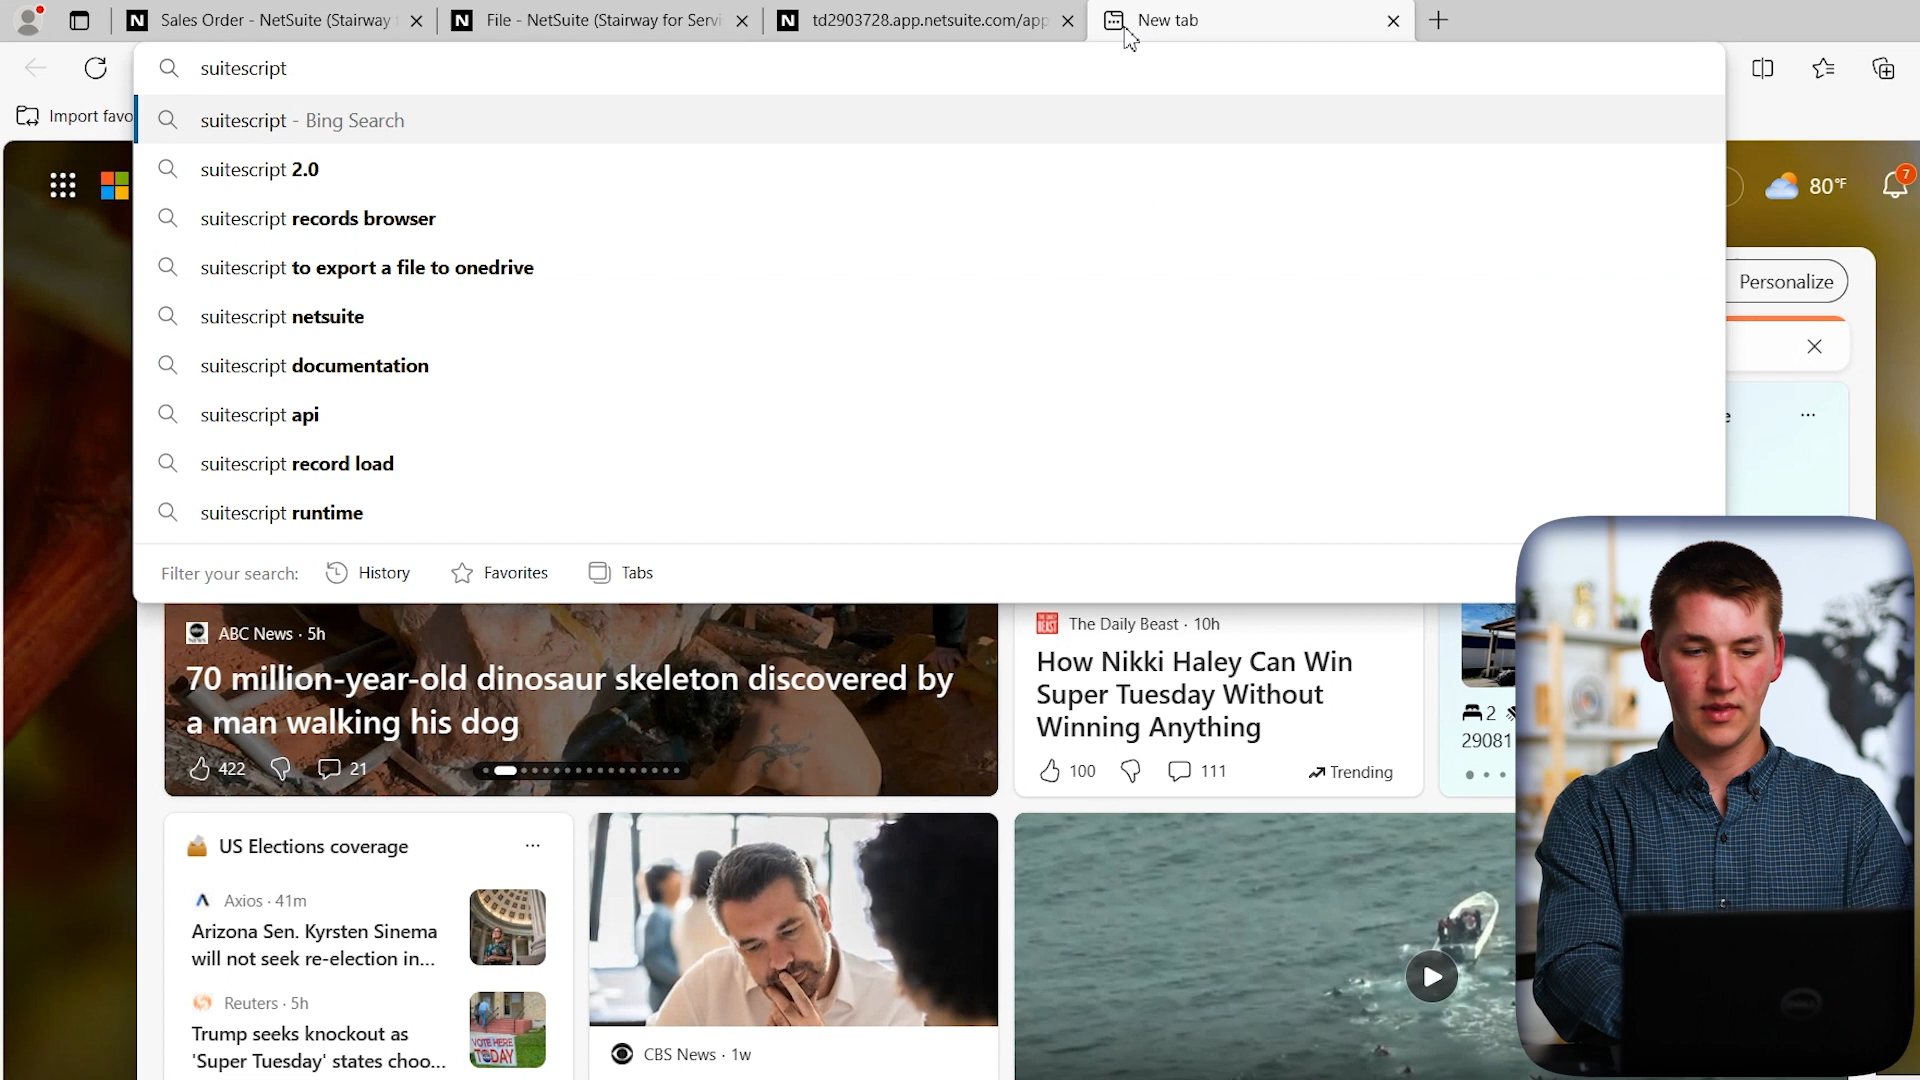 Sales Order - NetSuite (Stairway
File - NetSuite (Stairway for Servi
td2903728.app.netsuite.com/app
New tab
suitescript
Import favo
suitescript - Bing Search
suitescript 2.0
suitescript records browser
suitescript to export a file to onedrive
suitescript netsuite
suitescript documentation
suitescript api
suitescript record load
suitescript runtime
Filter your search: History Favorites Tabs
80°F
7
Personalize
ABC News · 5h
70 million-year-old dinosaur skeleton discovered by
a man walking his dog
422 21
The Daily Beast · 10h
How Nikki Haley Can Win
Super Tuesday Without
Winning Anything
100 111 Trending
2
29081
US Elections coverage
Axios · 41m
Arizona Sen. Kyrsten Sinema
will not seek re-election in...
Reuters · 5h
Trump seeks knockout as
'Super Tuesday' states choo...
VOTE HERE
TODAY
CBS News · 1w